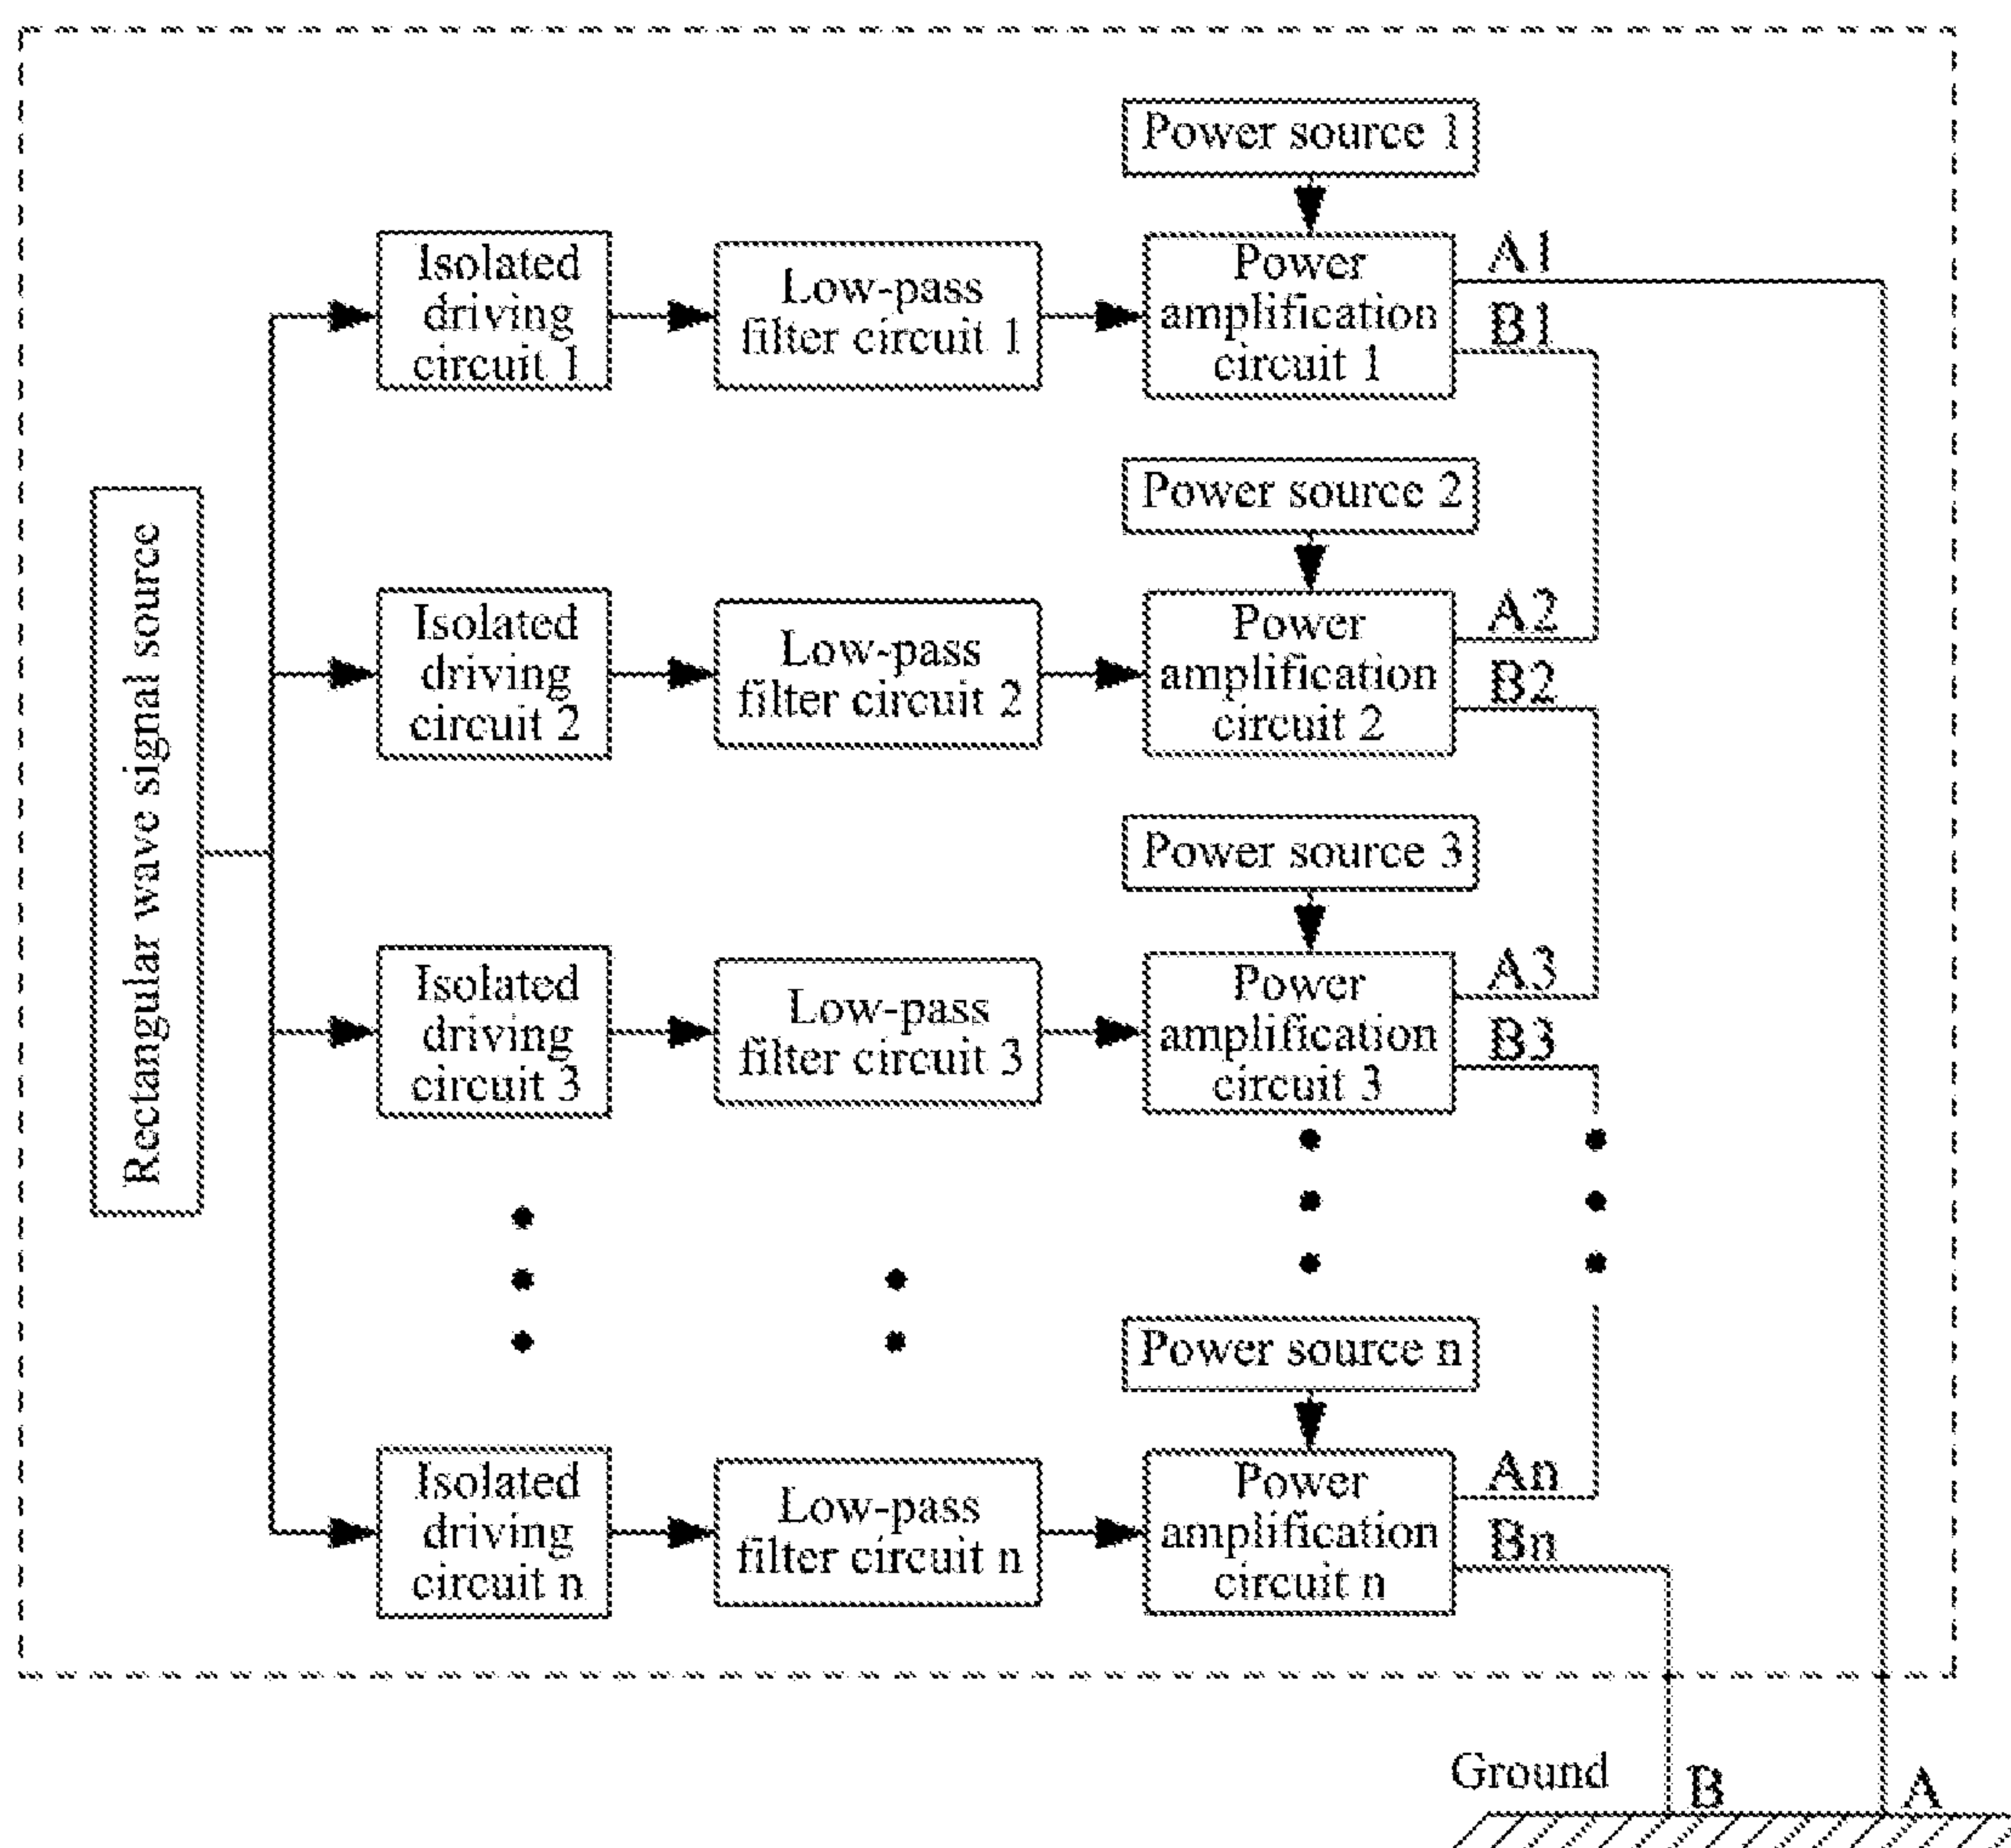 Power source 1
Isolated
driving
circuit 1
Low-pass
filter circuit 1
Power
amplification
circuit 1
A1
B1
Power source 2
Isolated
driving
circuit 2
Low-pass
filter circuit 2
Power
amplification
circuit 2
A2
B2
Rectangular wave signal source
Power source 3
Isolated
driving
circuit 3
Low-pass
filter circuit 3
Power
amplification
circuit 3
A3
B3
Power source n
Isolated
driving
circuit n
Low-pass
filter circuit n
Power
amplification
circuit n
An
Bn
Ground
B
A